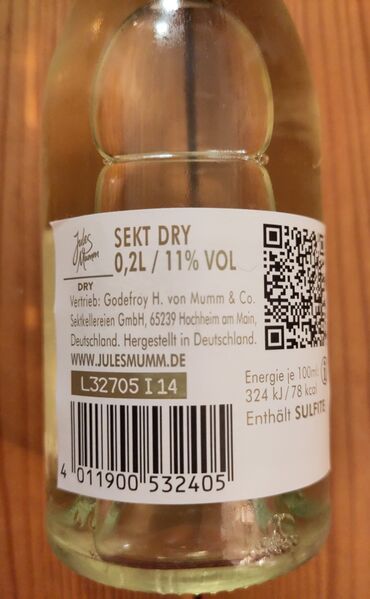 Jules
Mumm
DRY
SEKT DRY
0,2L / 11% VOL
Vertrieb: Godefroy H. von Mumm & Co.
Sektkellereien GmbH, 65239 Hochheim am Main,
Deutschland. Hergestellt in Deutschland.
WWW.JULESMUMM.DE
L32705 I 14
4 011900 532405
Energie je 100ml:
324 kJ / 78 kcal
Enthält SULFITE